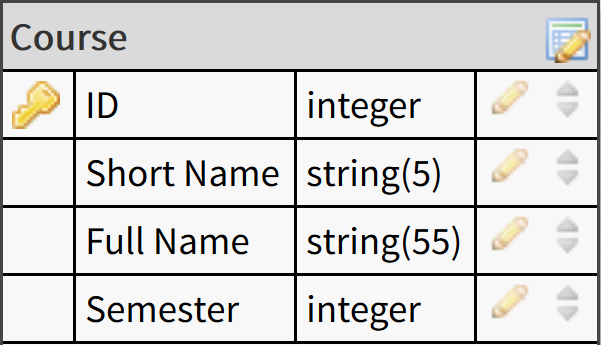 Course
ID integer
Short Name string(5)
Full Name string(55)
Semester integer